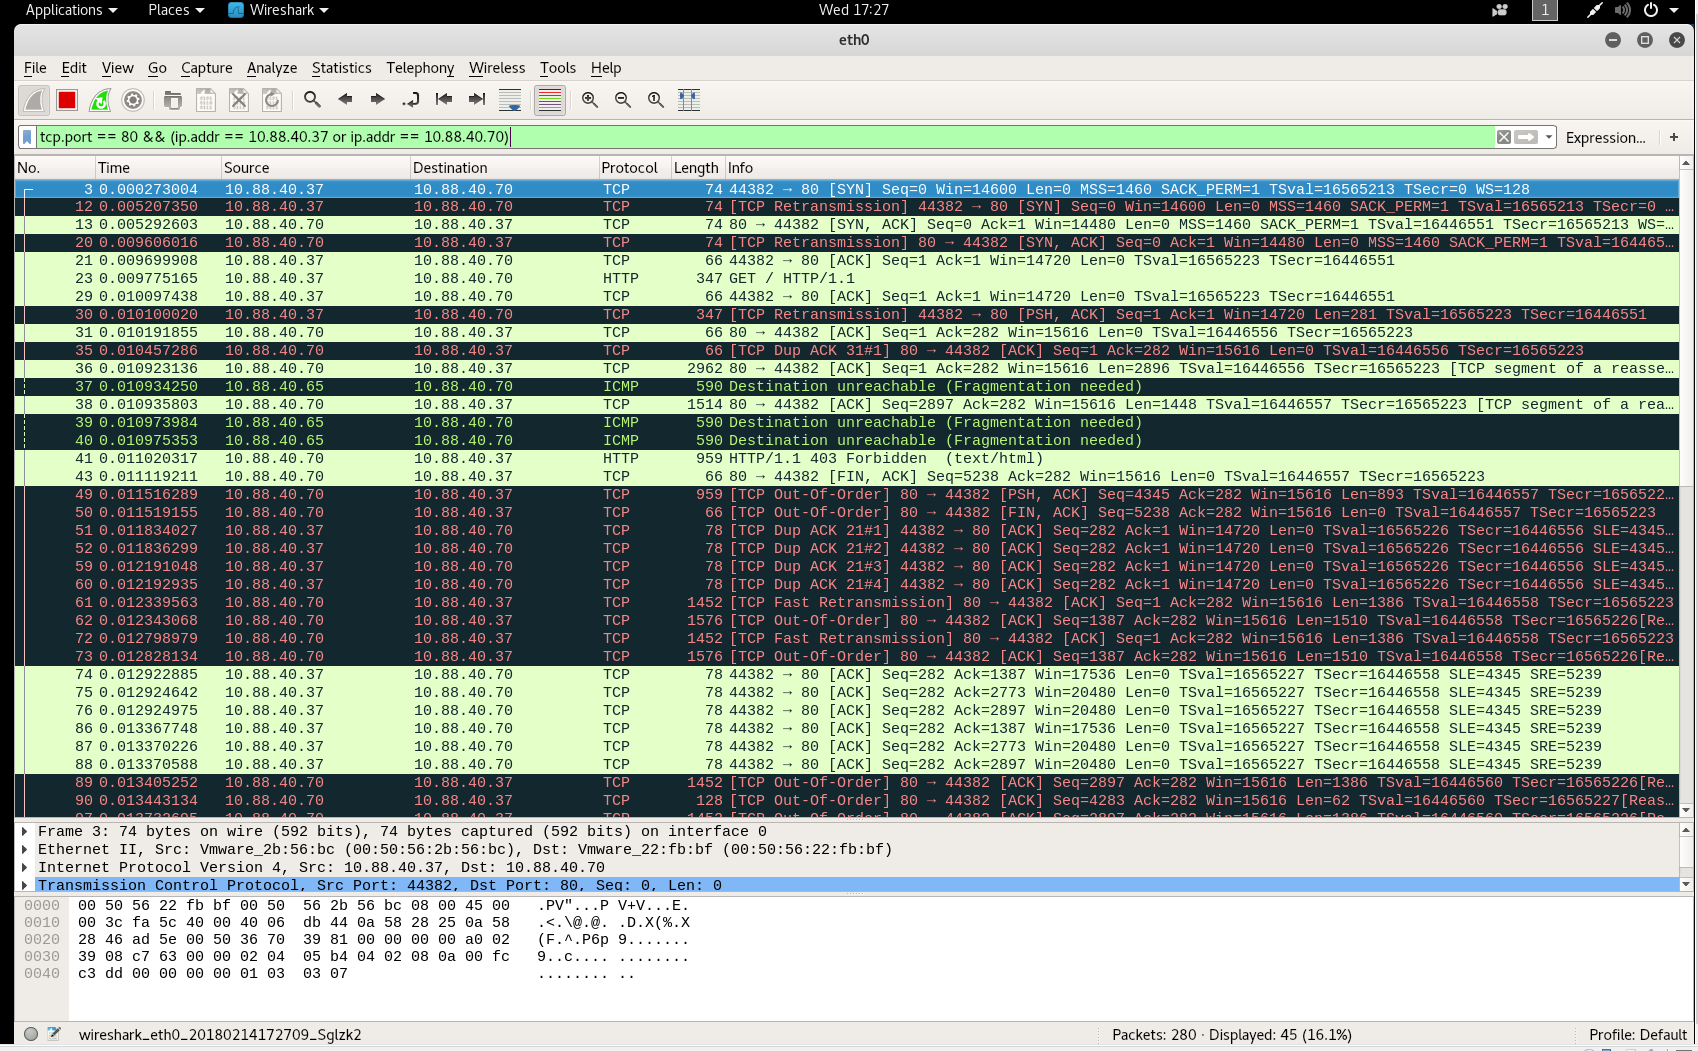 Applications Places Wireshark Wed 17:27 1
eth0
File Edit View Go Capture Analyze Statistics Telephony Wireless Tools Help
tcp.port == 80 && (ip.addr == 10.88.40.37 or ip.addr == 10.88.40.70) Expression... +
No. Time Source Destination Protocol Length Info
3 0.000273004 10.88.40.37 10.88.40.70 TCP 74 44382 → 80 [SYN] Seq=0 Win=14600 Len=0 MSS=1460 SACK_PERM=1 TSval=16565213 TSecr=0 WS=128
12 0.005207350 10.88.40.37 10.88.40.70 TCP 74 [TCP Retransmission] 44382 → 80 [SYN] Seq=0 Win=14600 Len=0 MSS=1460 SACK_PERM=1 TSval=16565213 TSecr=0 …
13 0.005292603 10.88.40.70 10.88.40.37 TCP 74 80 → 44382 [SYN, ACK] Seq=0 Ack=1 Win=14480 Len=0 MSS=1460 SACK_PERM=1 TSval=16446551 TSecr=16565213 WS=…
20 0.009606016 10.88.40.70 10.88.40.37 TCP 74 [TCP Retransmission] 80 → 44382 [SYN, ACK] Seq=0 Ack=1 Win=14480 Len=0 MSS=1460 SACK_PERM=1 TSval=164465…
21 0.009699908 10.88.40.37 10.88.40.70 TCP 66 44382 → 80 [ACK] Seq=1 Ack=1 Win=14720 Len=0 TSval=16565223 TSecr=16446551
23 0.009775165 10.88.40.37 10.88.40.70 HTTP 347 GET / HTTP/1.1
29 0.010097438 10.88.40.37 10.88.40.70 TCP 66 44382 → 80 [ACK] Seq=1 Ack=1 Win=14720 Len=0 TSval=16565223 TSecr=16446551
30 0.010100020 10.88.40.37 10.88.40.70 TCP 347 [TCP Retransmission] 44382 → 80 [PSH, ACK] Seq=1 Ack=1 Win=14720 Len=281 TSval=16565223 TSecr=16446551
31 0.010191855 10.88.40.70 10.88.40.37 TCP 66 80 → 44382 [ACK] Seq=1 Ack=282 Win=15616 Len=0 TSval=16446556 TSecr=16565223
35 0.010457286 10.88.40.70 10.88.40.37 TCP 66 [TCP Dup ACK 31#1] 80 → 44382 [ACK] Seq=1 Ack=282 Win=15616 Len=0 TSval=16446556 TSecr=16565223
36 0.010923136 10.88.40.70 10.88.40.37 TCP 2962 80 → 44382 [ACK] Seq=1 Ack=282 Win=15616 Len=2896 TSval=16446556 TSecr=16565223 [TCP segment of a reasse…
37 0.010934250 10.88.40.65 10.88.40.70 ICMP 590 Destination unreachable (Fragmentation needed)
38 0.010935803 10.88.40.70 10.88.40.37 TCP 1514 80 → 44382 [ACK] Seq=2897 Ack=282 Win=15616 Len=1448 TSval=16446557 TSecr=16565223 [TCP segment of a rea…
39 0.010973984 10.88.40.65 10.88.40.70 ICMP 590 Destination unreachable (Fragmentation needed)
40 0.010975353 10.88.40.65 10.88.40.70 ICMP 590 Destination unreachable (Fragmentation needed)
41 0.011020317 10.88.40.70 10.88.40.37 HTTP 959 HTTP/1.1 403 Forbidden (text/html)
43 0.011119211 10.88.40.70 10.88.40.37 TCP 66 80 → 44382 [FIN, ACK] Seq=5238 Ack=282 Win=15616 Len=0 TSval=16446557 TSecr=16565223
49 0.011516289 10.88.40.70 10.88.40.37 TCP 959 [TCP Out-Of-Order] 80 → 44382 [PSH, ACK] Seq=4345 Ack=282 Win=15616 Len=893 TSval=16446557 TSecr=1656522…
50 0.011519155 10.88.40.70 10.88.40.37 TCP 66 [TCP Out-Of-Order] 80 → 44382 [FIN, ACK] Seq=5238 Ack=282 Win=15616 Len=0 TSval=16446557 TSecr=16565223
51 0.011834027 10.88.40.37 10.88.40.70 TCP 78 [TCP Dup ACK 21#1] 44382 → 80 [ACK] Seq=282 Ack=1 Win=14720 Len=0 TSval=16565226 TSecr=16446556 SLE=4345…
52 0.011836299 10.88.40.37 10.88.40.70 TCP 78 [TCP Dup ACK 21#2] 44382 → 80 [ACK] Seq=282 Ack=1 Win=14720 Len=0 TSval=16565226 TSecr=16446556 SLE=4345…
59 0.012191048 10.88.40.37 10.88.40.70 TCP 78 [TCP Dup ACK 21#3] 44382 → 80 [ACK] Seq=282 Ack=1 Win=14720 Len=0 TSval=16565226 TSecr=16446556 SLE=4345…
60 0.012192935 10.88.40.37 10.88.40.70 TCP 78 [TCP Dup ACK 21#4] 44382 → 80 [ACK] Seq=282 Ack=1 Win=14720 Len=0 TSval=16565226 TSecr=16446556 SLE=4345…
61 0.012339563 10.88.40.70 10.88.40.37 TCP 1452 [TCP Fast Retransmission] 80 → 44382 [ACK] Seq=1 Ack=282 Win=15616 Len=1386 TSval=16446558 TSecr=16565223
62 0.012343068 10.88.40.70 10.88.40.37 TCP 1576 [TCP Out-Of-Order] 80 → 44382 [ACK] Seq=1387 Ack=282 Win=15616 Len=1510 TSval=16446558 TSecr=16565226[Re…
72 0.012798979 10.88.40.70 10.88.40.37 TCP 1452 [TCP Fast Retransmission] 80 → 44382 [ACK] Seq=1 Ack=282 Win=15616 Len=1386 TSval=16446558 TSecr=16565223
73 0.012828134 10.88.40.70 10.88.40.37 TCP 1576 [TCP Out-Of-Order] 80 → 44382 [ACK] Seq=1387 Ack=282 Win=15616 Len=1510 TSval=16446558 TSecr=16565226[Re…
74 0.012922885 10.88.40.37 10.88.40.70 TCP 78 44382 → 80 [ACK] Seq=282 Ack=1387 Win=17536 Len=0 TSval=16565227 TSecr=16446558 SLE=4345 SRE=5239
75 0.012924642 10.88.40.37 10.88.40.70 TCP 78 44382 → 80 [ACK] Seq=282 Ack=2773 Win=20480 Len=0 TSval=16565227 TSecr=16446558 SLE=4345 SRE=5239
76 0.012924975 10.88.40.37 10.88.40.70 TCP 78 44382 → 80 [ACK] Seq=282 Ack=2897 Win=20480 Len=0 TSval=16565227 TSecr=16446558 SLE=4345 SRE=5239
86 0.013367748 10.88.40.37 10.88.40.70 TCP 78 44382 → 80 [ACK] Seq=282 Ack=1387 Win=17536 Len=0 TSval=16565227 TSecr=16446558 SLE=4345 SRE=5239
87 0.013370226 10.88.40.37 10.88.40.70 TCP 78 44382 → 80 [ACK] Seq=282 Ack=2773 Win=20480 Len=0 TSval=16565227 TSecr=16446558 SLE=4345 SRE=5239
88 0.013370588 10.88.40.37 10.88.40.70 TCP 78 44382 → 80 [ACK] Seq=282 Ack=2897 Win=20480 Len=0 TSval=16565227 TSecr=16446558 SLE=4345 SRE=5239
89 0.013405252 10.88.40.70 10.88.40.37 TCP 1452 [TCP Out-Of-Order] 80 → 44382 [ACK] Seq=2897 Ack=282 Win=15616 Len=1386 TSval=16446560 TSecr=16565226[Re…
90 0.013443134 10.88.40.70 10.88.40.37 TCP 128 [TCP Out-Of-Order] 80 → 44382 [ACK] Seq=4283 Ack=282 Win=15616 Len=62 TSval=16446560 TSecr=16565227[Reas…
Frame 3: 74 bytes on wire (592 bits), 74 bytes captured (592 bits) on interface 0
Ethernet II, Src: Vmware_2b:56:bc (00:50:56:2b:56:bc), Dst: Vmware_22:fb:bf (00:50:56:22:fb:bf)
Internet Protocol Version 4, Src: 10.88.40.37, Dst: 10.88.40.70
Transmission Control Protocol, Src Port: 44382, Dst Port: 80, Seq: 0, Len: 0
0000 00 50 56 22 fb bf 00 50 56 2b 56 bc 08 00 45 00 .PV"...P V+V...E.
0010 00 3c fa 5c 40 00 40 06 db 44 0a 58 28 25 0a 58 .<.\@.@. .D.X(%.X
0020 28 46 ad 5e 00 50 36 70 39 81 00 00 00 00 a0 02 (F.^.P6p 9.......
0030 39 08 c7 63 00 00 02 04 05 b4 04 02 08 0a 00 fc 9..c.... ........
0040 c3 dd 00 00 00 00 01 03 03 07 ........ ..
wireshark_eth0_20180214172709_Sglzk2 Packets: 280 · Displayed: 45 (16.1%) Profile: Default